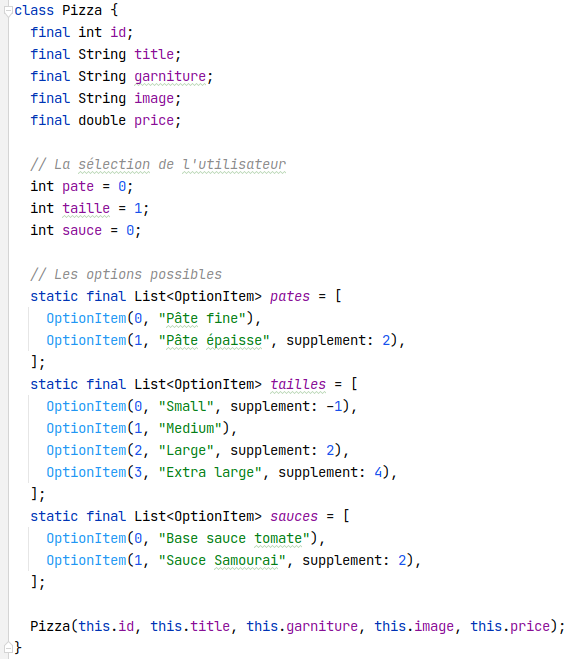 class Pizza {
  final int id;
  final String title;
  final String garniture;
  final String image;
  final double price;

  // La sélection de l'utilisateur
  int pate = 0;
  int taille = 1;
  int sauce = 0;

  // Les options possibles
  static final List<OptionItem> pates = [
    OptionItem(0, "Pâte fine"),
    OptionItem(1, "Pâte épaisse", supplement: 2),
  ];
  static final List<OptionItem> tailles = [
    OptionItem(0, "Small", supplement: -1),
    OptionItem(1, "Medium"),
    OptionItem(2, "Large", supplement: 2),
    OptionItem(3, "Extra large", supplement: 4),
  ];
  static final List<OptionItem> sauces = [
    OptionItem(0, "Base sauce tomate"),
    OptionItem(1, "Sauce Samourai", supplement: 2),
  ];

  Pizza(this.id, this.title, this.garniture, this.image, this.price);
}